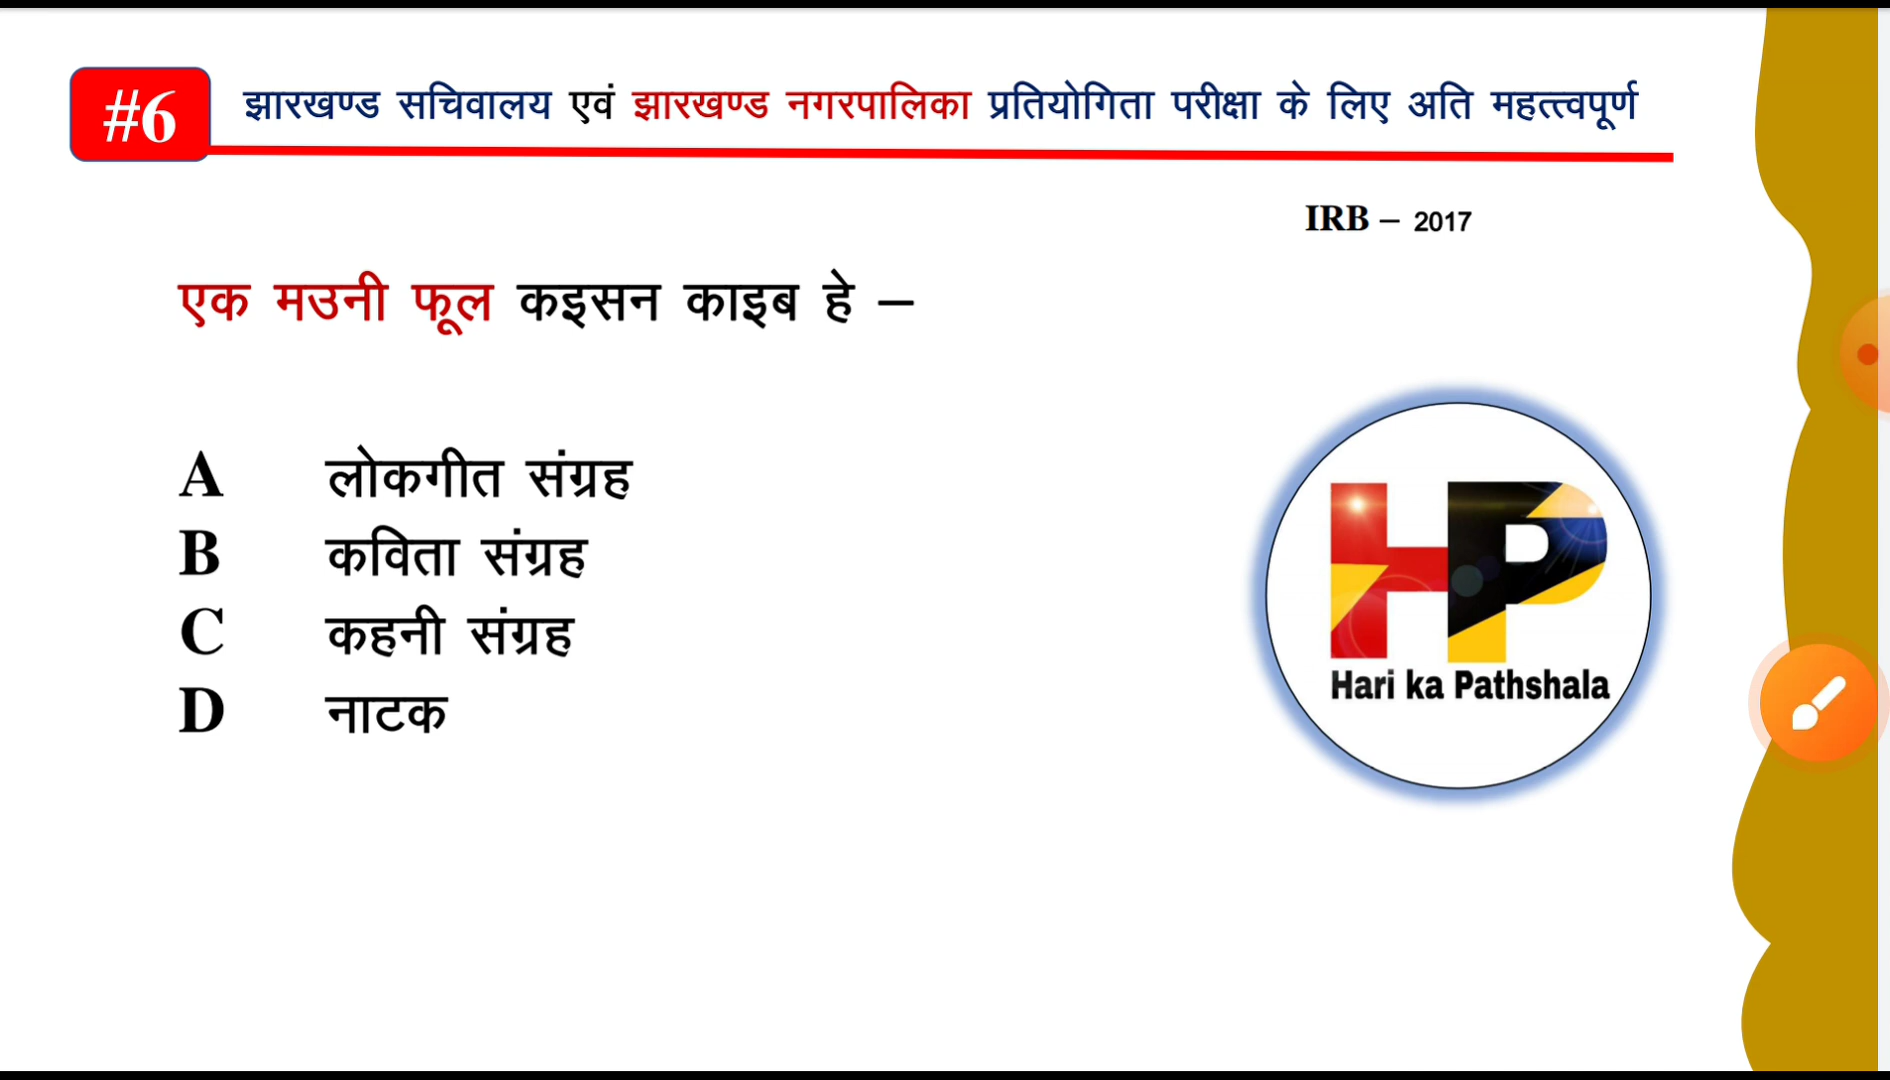 #6 झारखण्ड सचिवालय एवं झारखण्ड नगरपालिका प्रतियोगिता परीक्षा के लिए अति महत्त्वपूर्ण
IRB – 2017
एक मउनी फूल कइसन काइब हे –
A लोकगीत संग्रह
B कविता संग्रह
C कहनी संग्रह
D नाटक
HP
Hari ka Pathshala